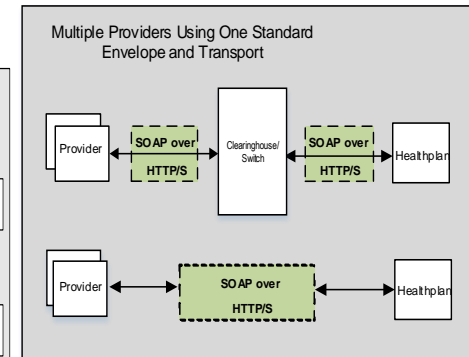 Multiple Providers Using One Standard
Envelope and Transport
Provider
SOAP over
HTTP/S
Clearinghouse/
Switch
SOAP over
HTTP/S
Healthplan
Provider
SOAP over
HTTP/S
Healthplan